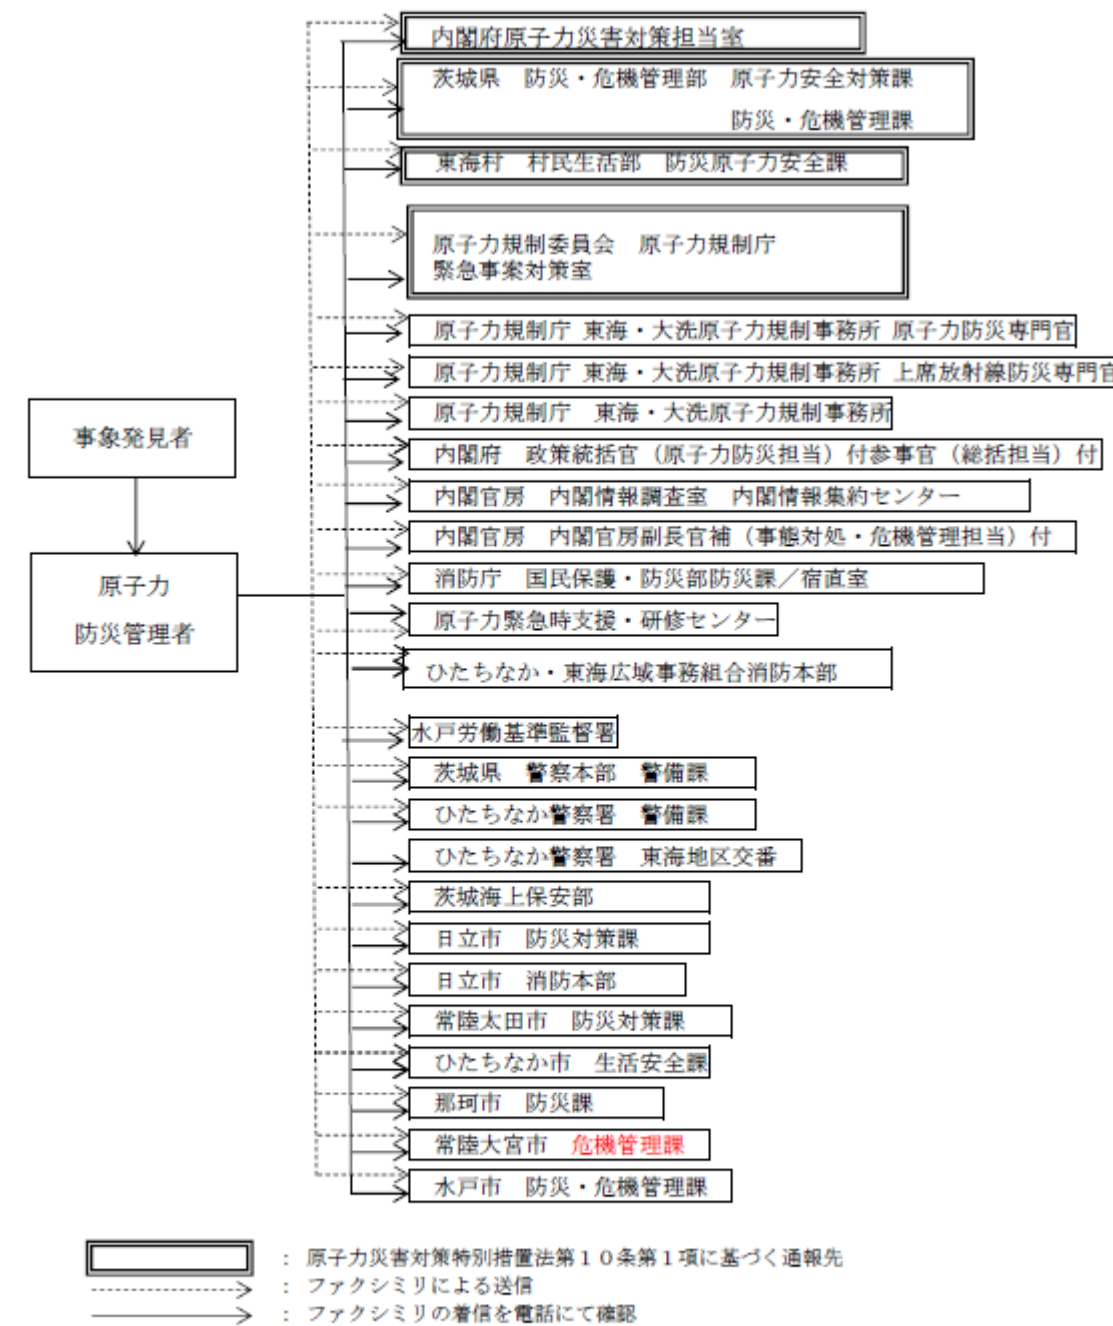 内閣府原子力災害対策担当室
茨城県　防災・危機管理部　原子力安全対策課
防災・危機管理課
東海村　村民生活部　防災原子力安全課
原子力規制委員会　原子力規制庁
緊急事案対策室
原子力規制庁 東海・大洗原子力規制事務所 原子力防災専門官
原子力規制庁 東海・大洗原子力規制事務所 上席放射線防災専門官
原子力規制庁　東海・大洗原子力規制事務所
内閣府　政策統括官（原子力防災担当）付参事官（総括担当）付
内閣官房　内閣情報調査室　内閣情報集約センター
内閣官房　内閣官房副長官補（事態対処・危機管理担当）付
消防庁　国民保護・防災部防災課／宿直室
原子力緊急時支援・研修センター
ひたちなか・東海広域事務組合消防本部
水戸労働基準監督署
茨城県　警察本部　警備課
ひたちなか警察署　警備課
ひたちなか警察署　東海地区交番
茨城海上保安部
日立市　防災対策課
日立市　消防本部
常陸太田市　防災対策課
ひたちなか市　生活安全課
那珂市　防災課
常陸大宮市　危機管理課
水戸市　防災・危機管理課
事象発見者
原子力
防災管理者
：原子力災害対策特別措置法第１０条第１項に基づく通報先
：ファクシミリによる送信
：ファクシミリの着信を電話にて確認